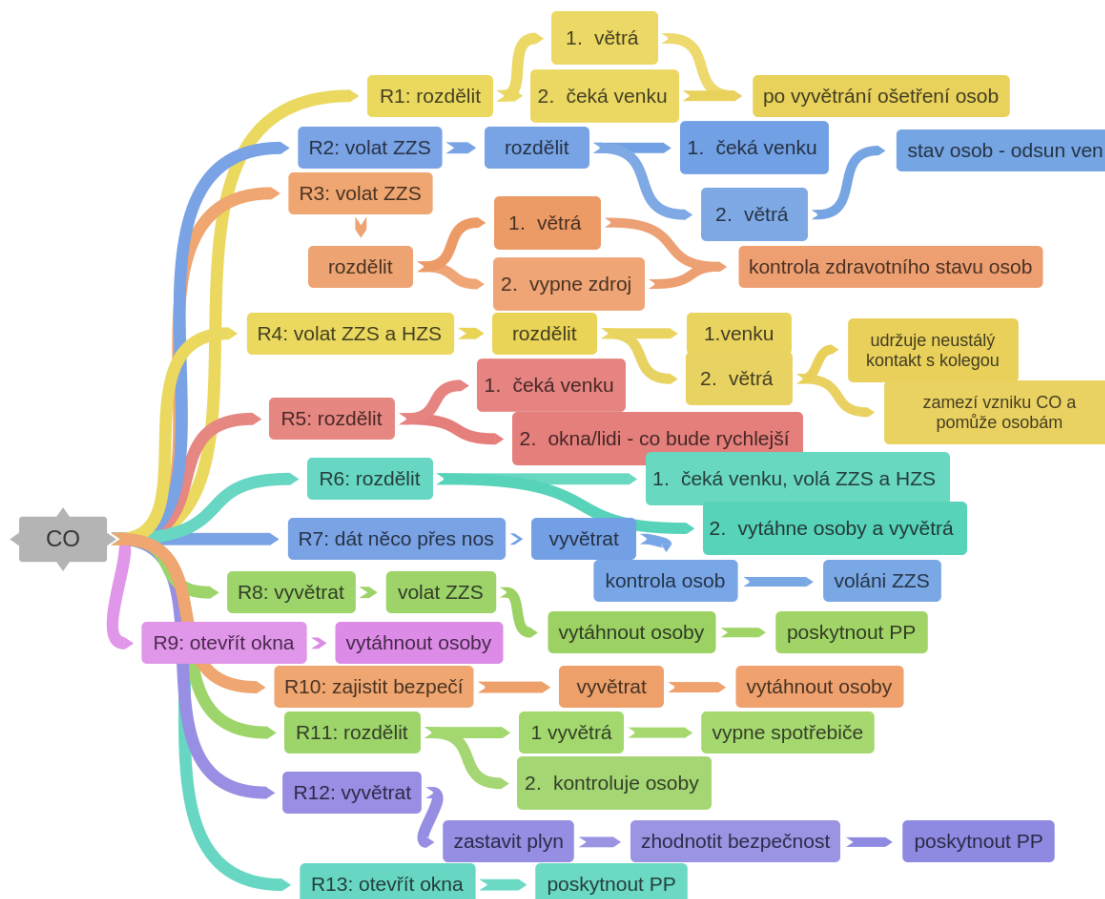 CO
R1: rozdělit
1. větrá
2. čeká venku
po vyvětrání ošetření osob
R2: volat ZZS
rozdělit
1. čeká venku
2. větrá
stav osob - odsun ven
R3: volat ZZS
rozdělit
1. větrá
2. vypne zdroj
kontrola zdravotního stavu osob
R4: volat ZZS a HZS
rozdělit
1.venku
2. větrá
udržuje neustálý
kontakt s kolegou
zamezí vzniku CO a
pomůže osobám
R5: rozdělit
1. čeká venku
2. okna/lidi - co bude rychlejší
R6: rozdělit
1. čeká venku, volá ZZS a HZS
2. vytáhne osoby a vyvětrá
R7: dát něco přes nos
vyvětrat
kontrola osob
voláni ZZS
R8: vyvětrat
volat ZZS
vytáhnout osoby
poskytnout PP
R9: otevřít okna
vytáhnout osoby
R10: zajistit bezpečí
vyvětrat
vytáhnout osoby
R11: rozdělit
1 vyvětrá
vypne spotřebiče
2. kontroluje osoby
R12: vyvětrat
zastavit plyn
zhodnotit bezpečnost
poskytnout PP
R13: otevřít okna
poskytnout PP